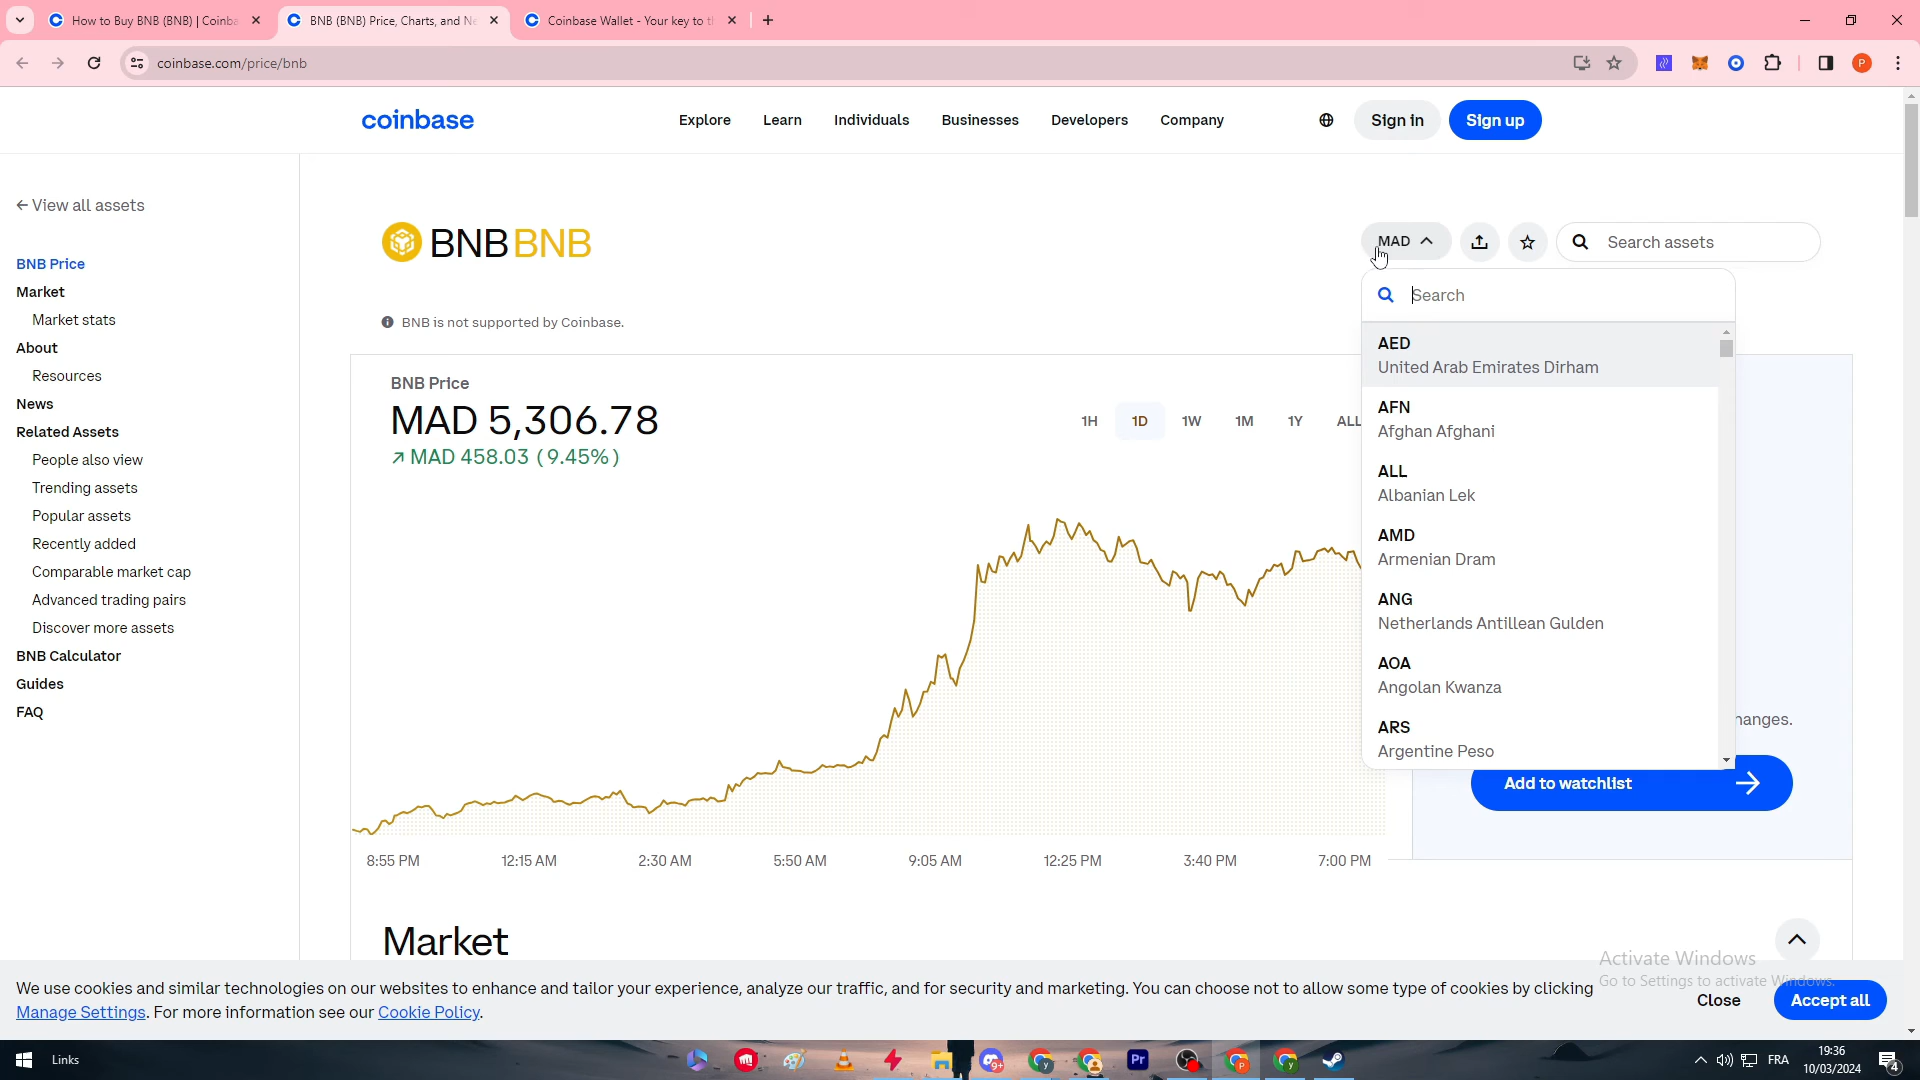 How to Buy BNB (BNB) | Coinba
BNB (BNB) Price, Charts, and Ne
Coinbase Wallet - Your key to t
coinbase.com/price/bnb
P
coinbase
Explore
Learn
Individuals
Businesses
Developers
Company
Sign in
Sign up
← View all assets
BNB Price
Market
Market stats
About
Resources
News
Related Assets
People also view
Trending assets
Popular assets
Recently added
Comparable market cap
Advanced trading pairs
Discover more assets
BNB Calculator
Guides
FAQ
BNB BNB
MAD
Search assets
BNB is not supported by Coinbase.
BNB Price
MAD 5,306.78
↗ MAD 458.03 (9.45%)
1H 1D 1W 1M 1Y ALL
Search
AED
United Arab Emirates Dirham
AFN
Afghan Afghani
ALL
Albanian Lek
AMD
Armenian Dram
ANG
Netherlands Antillean Gulden
AOA
Angolan Kwanza
ARS
Argentine Peso
hanges.
Add to watchlist
8:55 PM 12:15 AM 2:30 AM 5:50 AM 9:05 AM 12:25 PM 3:40 PM 7:00 PM
Market
Activate Windows
Go to Settings to activate Windows.
We use cookies and similar technologies on our websites to enhance and tailor your experience, analyze our traffic, and for security and marketing. You can choose not to allow some type of cookies by clicking
Manage Settings. For more information see our Cookie Policy.
Close
Accept all
Links
9+
Pr
FRA
19:36
10/03/2024
4